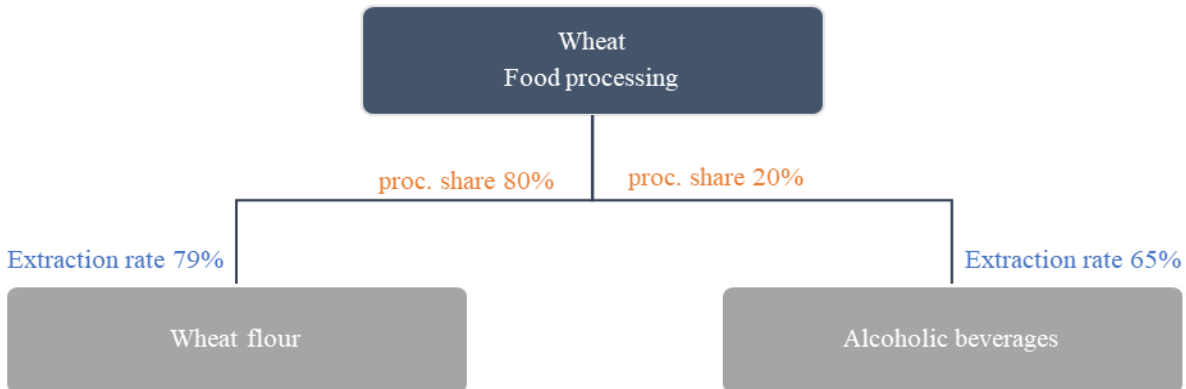 Wheat
Food processing
proc. share 80%
proc. share 20%
Extraction rate 79%
Extraction rate 65%
Wheat flour
Alcoholic beverages